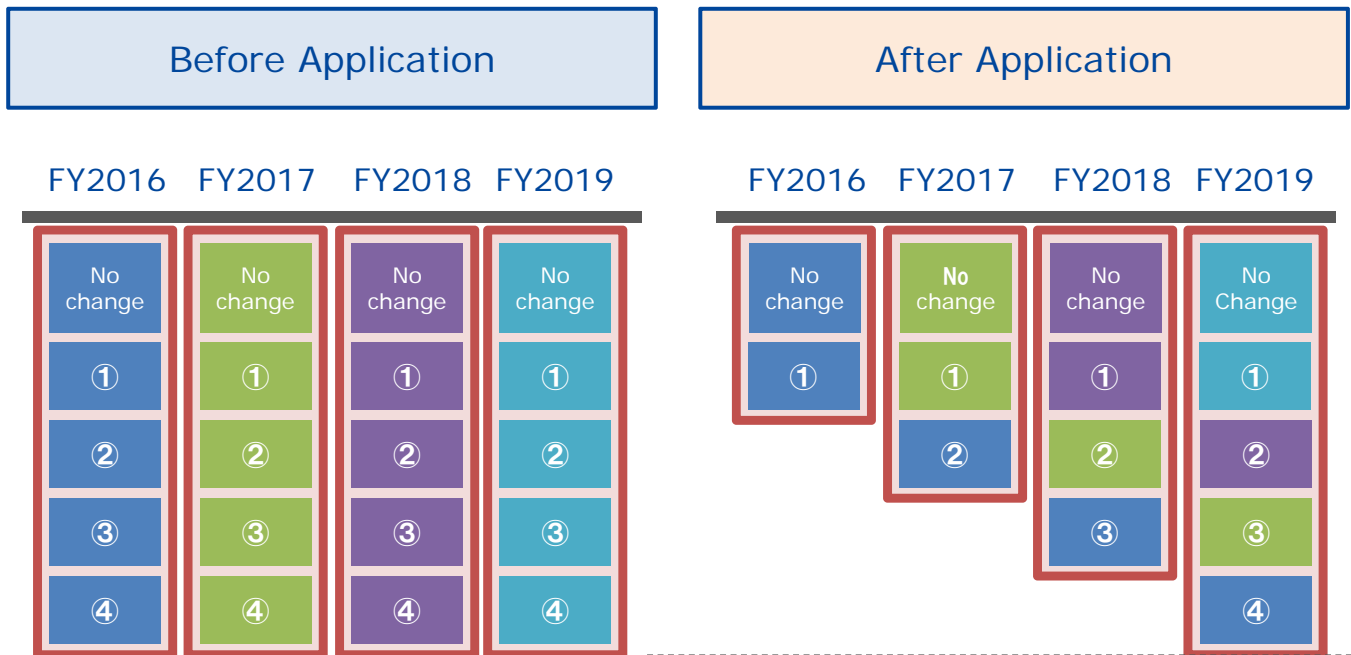 Before Application
After Application
FY2016 FY2017 FY2018 FY2019
FY2016 FY2017 FY2018 FY2019
No
change
No
change
No
change
No
change
No
change
No
change
No
change
No
Change
① ① ① ①
① ① ① ①
② ② ② ②
② ② ②
③ ③ ③ ③
③ ③
④ ④ ④ ④
④